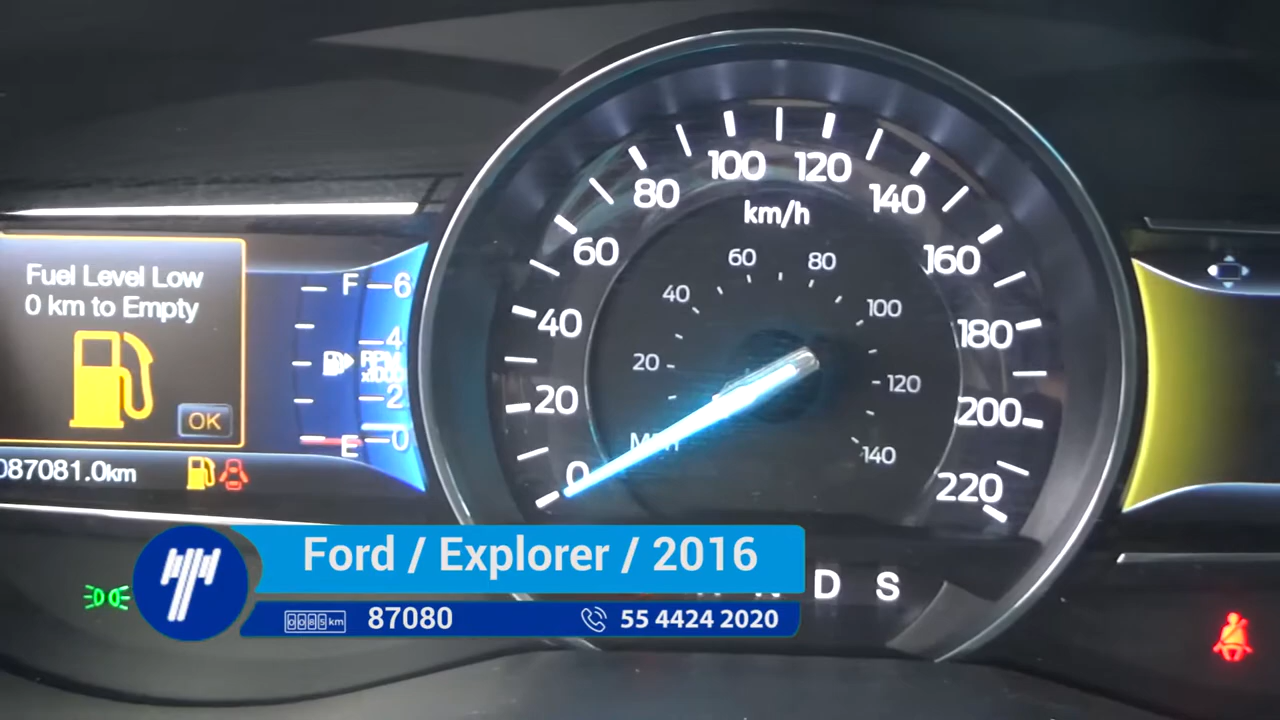 Fuel Level Low
0 km to Empty
OK
087081.0km
F
E
6
4
RPM
x1000
2
0
0
20
40
60
80
100
120
140
160
180
200
220
km/h
20
40
60
80
100
120
140
MPH
N D S
Ford / Explorer / 2016
87080
55 4424 2020